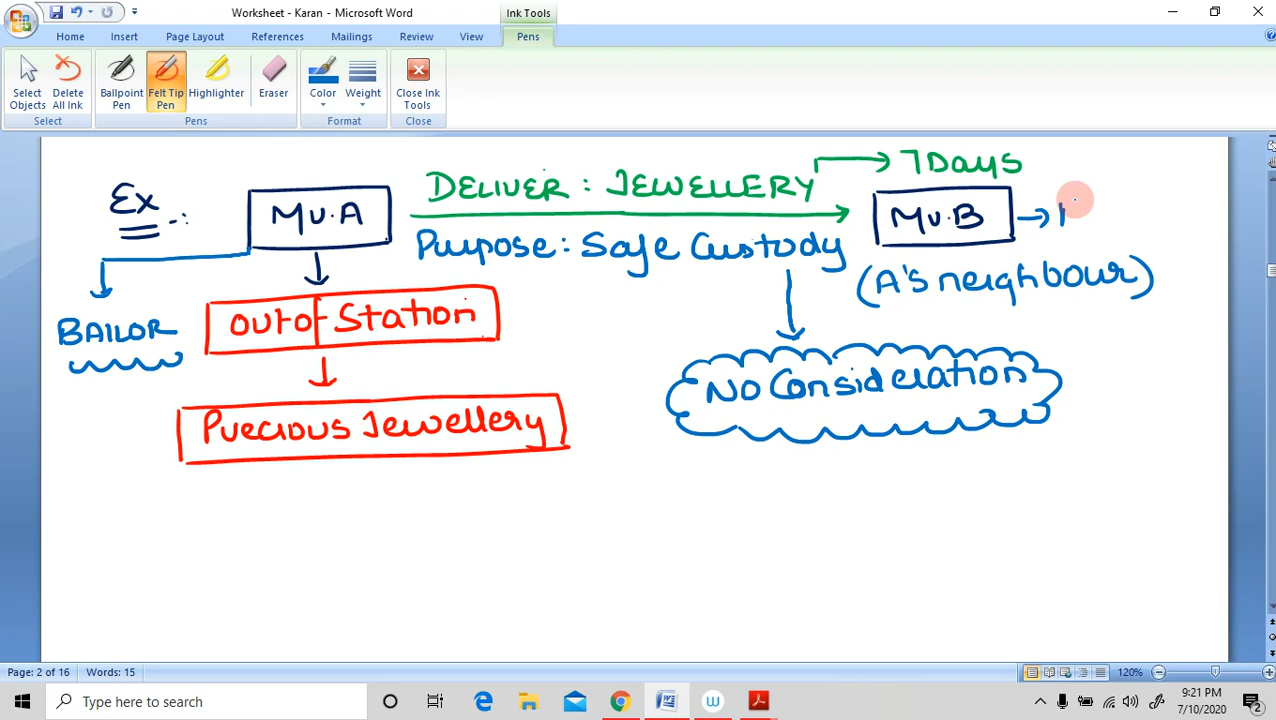 Worksheet - Karan - Microsoft Word
Ink Tools
Home Insert Page Layout References Mailings Review View Pens
Select Objects
Delete All Ink
Ballpoint Pen
Felt Tip Pen
Highlighter
Eraser
Color
Weight
Close Ink Tools
Select
Pens
Format
Close
Ex -:
Mr. A
DELIVER : JEWELLERY
7 Days
Purpose: Safe Custody
Mr. B
(A's neighbour)
BAILOR
Out of Station
No Consideration
Precious Jewellery
Page: 2 of 16 Words: 15
120%
Type here to search
9:21 PM
7/10/2020
2